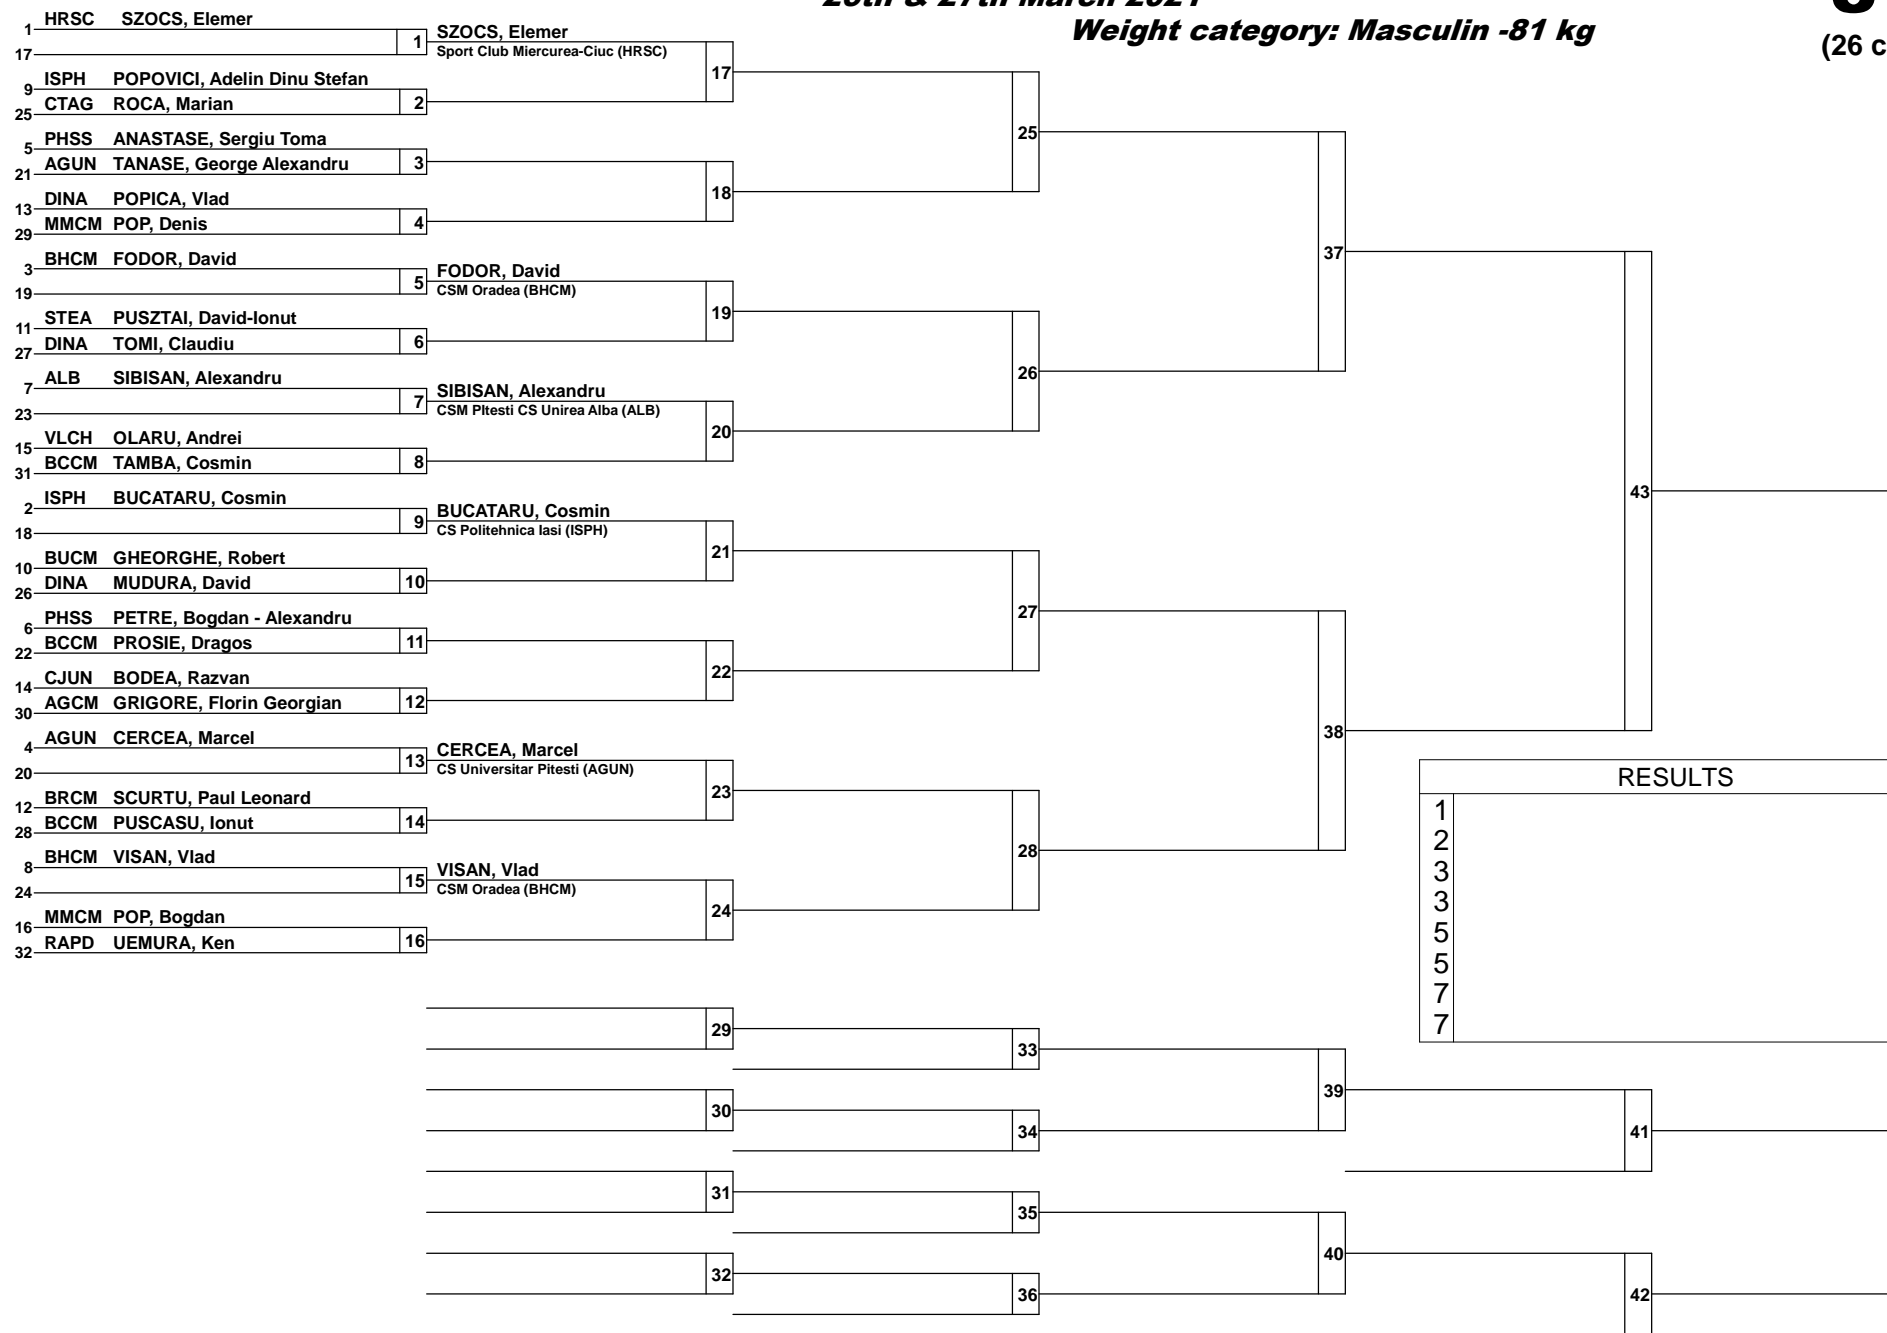 Weight category: Masculin -81 kg
(26 c
1 HRSC SZOCS, Elemer
17
1 SZOCS, Elemer
Sport Club Miercurea-Ciuc (HRSC)
9 ISPH POPOVICI, Adelin Dinu Stefan
25 CTAG ROCA, Marian
2
17
5 PHSS ANASTASE, Sergiu Toma
21 AGUN TANASE, George Alexandru
3
13 DINA POPICA, Vlad
29 MMCM POP, Denis
4
18
25
3 BHCM FODOR, David
19
5 FODOR, David
CSM Oradea (BHCM)
11 STEA PUSZTAI, David-Ionut
27 DINA TOMI, Claudiu
6
19
7 ALB SIBISAN, Alexandru
23
7 SIBISAN, Alexandru
CSM PItesti CS Unirea Alba (ALB)
15 VLCH OLARU, Andrei
31 BCCM TAMBA, Cosmin
8
20
26
37
2 ISPH BUCATARU, Cosmin
18
9 BUCATARU, Cosmin
CS Politehnica Iasi (ISPH)
10 BUCM GHEORGHE, Robert
26 DINA MUDURA, David
10
21
6 PHSS PETRE, Bogdan - Alexandru
22 BCCM PROSIE, Dragos
11
14 CJUN BODEA, Razvan
30 AGCM GRIGORE, Florin Georgian
12
22
27
4 AGUN CERCEA, Marcel
20
13 CERCEA, Marcel
CS Universitar Pitesti (AGUN)
12 BRCM SCURTU, Paul Leonard
28 BCCM PUSCASU, Ionut
14
23
8 BHCM VISAN, Vlad
24
15 VISAN, Vlad
CSM Oradea (BHCM)
16 MMCM POP, Bogdan
32 RAPD UEMURA, Ken
16
24
28
38
43
RESULTS
1
2
3
3
5
5
7
7
29
33
30
34
39
41
31
35
32
36
40
42